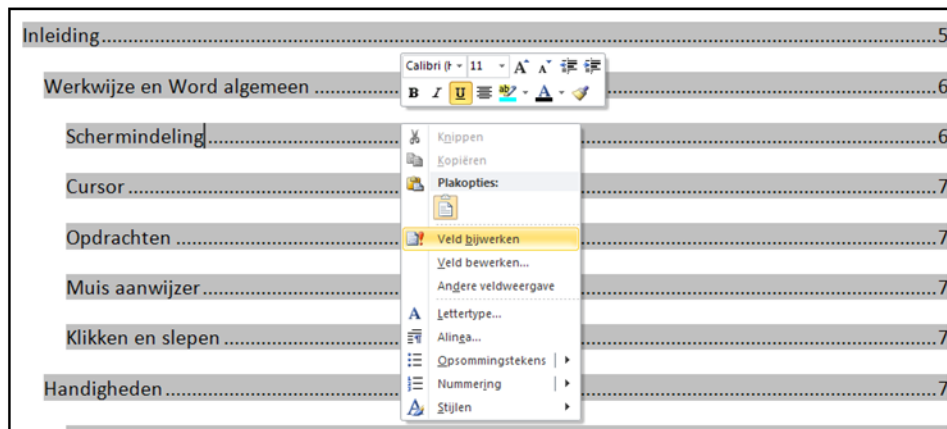 Inleiding.....................5
Calibri (H 11 A A
Werkwijze en Word algemeen .....................6
B I U ab A
Schermindeling.....................6
Knippen
Kopiëren
Plakopties:
Cursor.....................7
Opdrachten.....................7
Veld bijwerken
Veld bewerken...
Andere veldweergave
Muis aanwijzer.....................7
Lettertype...
Klikken en slepen.....................7
Alinea...
Opsommingstekens
Handigheden.....................7
Nummering
Stijlen